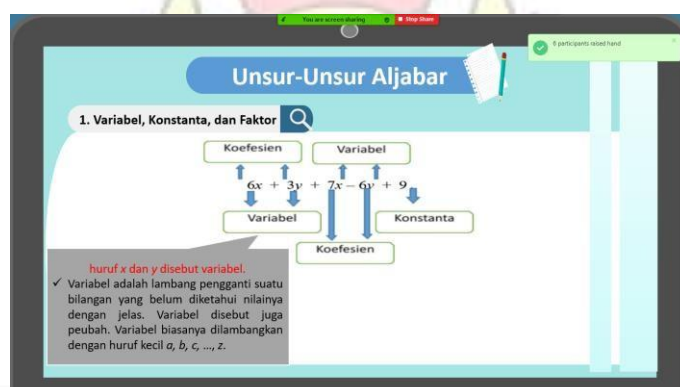 You are screen sharing Stop Share
6 participants raised hand
Unsur-Unsur Aljabar
1. Variabel, Konstanta, dan Faktor
Koefesien Variabel
6x + 3y + 7x – 6y + 9
Variabel Konstanta
Koefesien
huruf x dan y disebut variabel.
✓ Variabel adalah lambang pengganti suatu
bilangan yang belum diketahui nilainya
dengan jelas. Variabel disebut juga
peubah. Variabel biasanya dilambangkan
dengan huruf kecil a, b, c, ..., z.